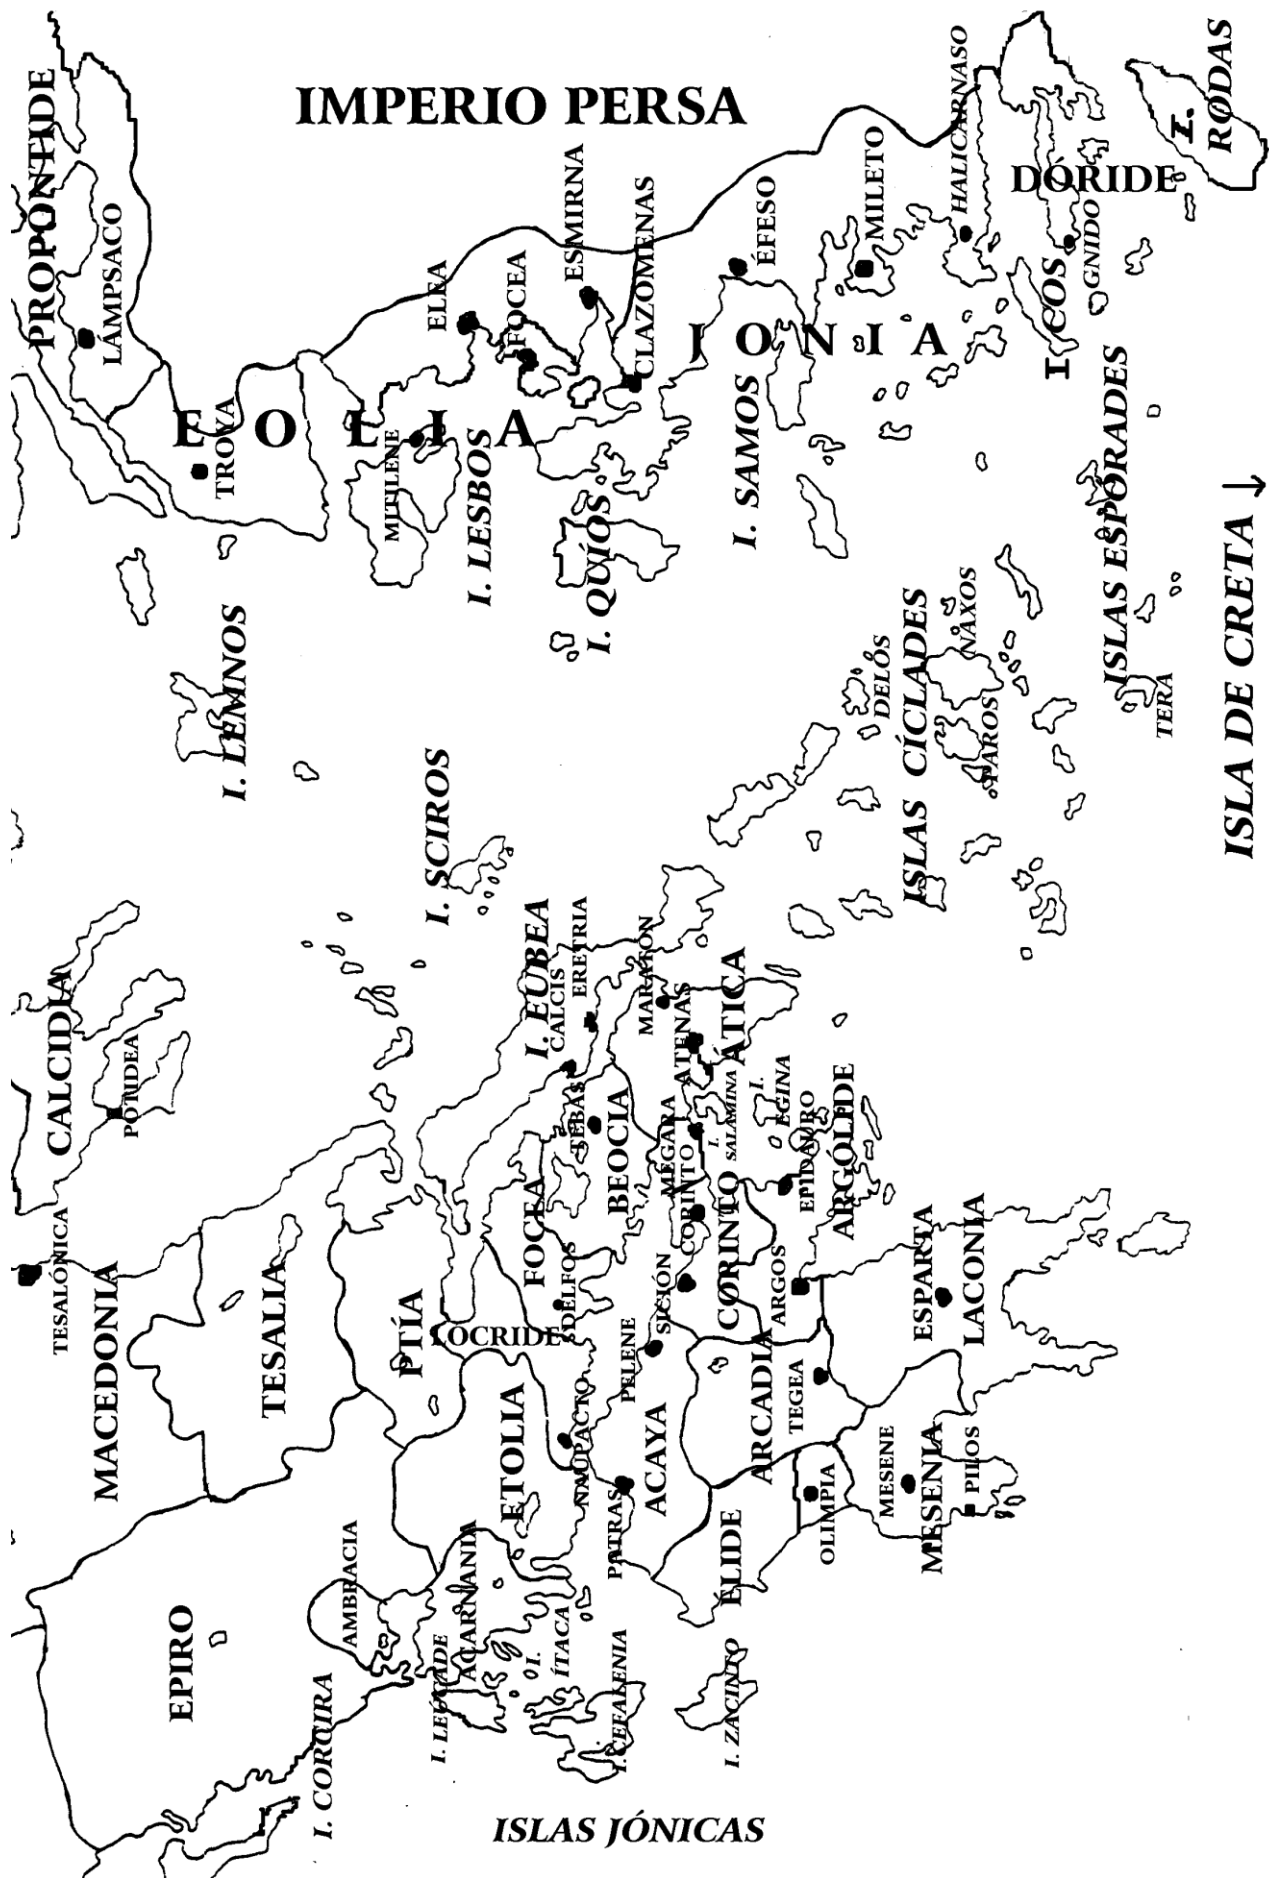 IMPERIO PERSA
PROPÓNTIDE
LÁMPSACO
EOLIA
TROYA
ELEA
FOCEA
ESMIRNA
CLAZOMENAS
MITILENE
I. LESBOS
I. QUÍOS
JONIA
ÉFESO
MILETO
I. SAMOS
HALICARNASO
DÓRIDE
GNIDO
I COS
I. RODAS
ISLAS ESPÓRADES
ISLA DE CRETA ↓
ISLAS CÍCLADES
DELOS
NAXOS
PAROS
TERA
I. LEMNOS
I. SCIROS
I. EUBEA
CALCIS
ERETRIA
MARATÓN
ATENAS
ÁTICA
CALCIDIA
POTIDEA
TESALÓNICA
MACEDONIA
TESALIA
PTÍA
LOCRIDE
FOCEA
DELFOS
BEOCIA
TEBAS
MÉGARA
CORINTO
CORINTO
I. SALAMINA
I. EGINA
EPIDAURO
ARGÓLIDE
ARGOS
SICIÓN
PELENE
ACAYA
PATRAS
NAUPACTO
ETOLIA
ACARNANIA
AMBRACIA
EPIRO
I. CORCIRA
I. LEÚCADE
I. ÍTACA
I. CEFALENIA
I. ZACINTO
ISLAS JÓNICAS
ÉLIDE
OLIMPIA
ARCADIA
TEGEA
ESPARTA
LACONIA
MESENE
MESENIA
PILOS